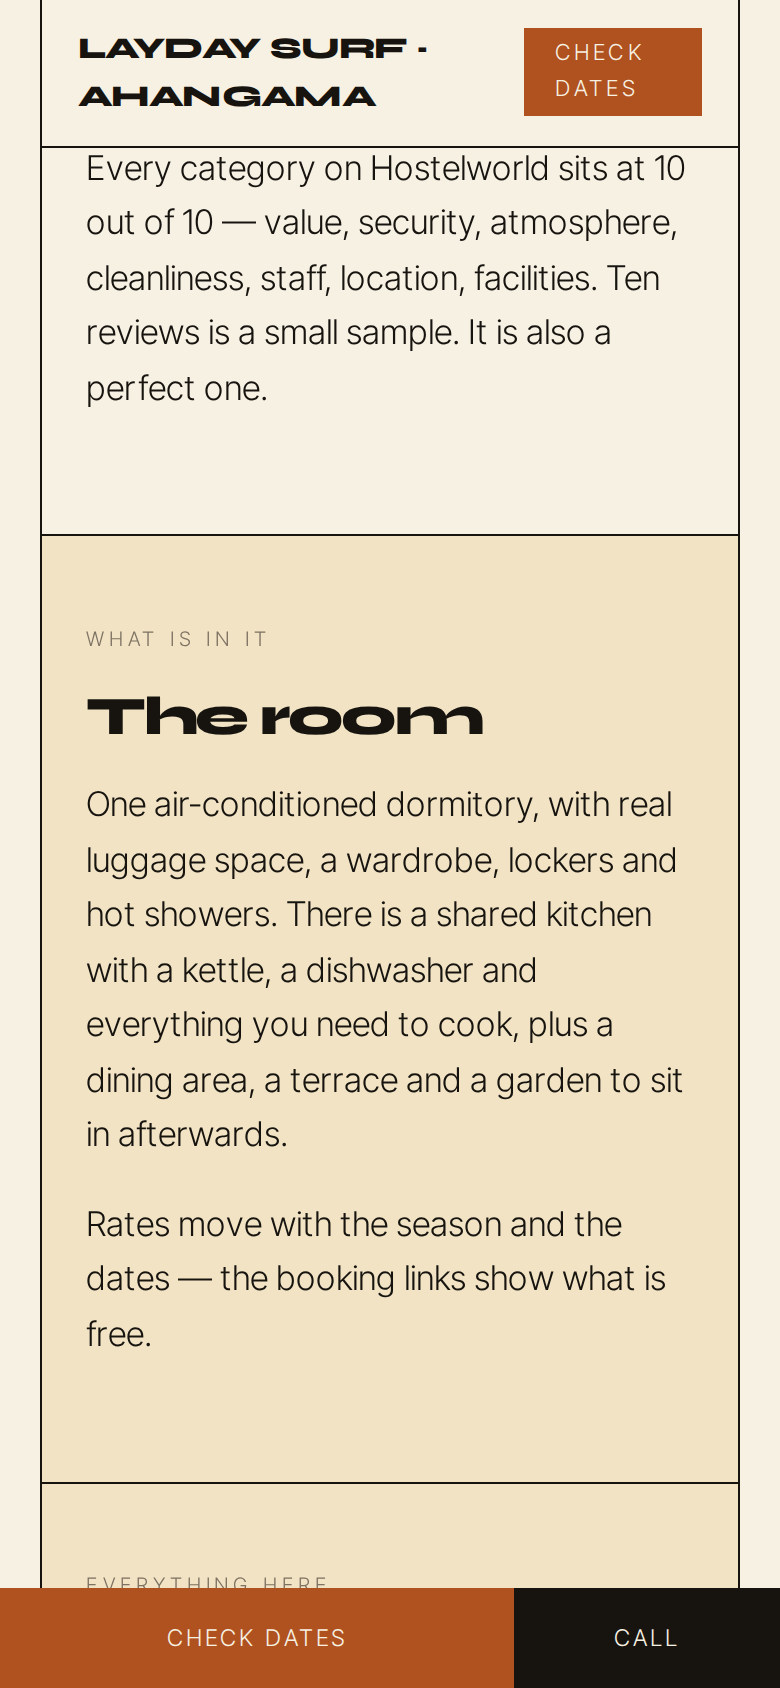 LAYDAY SURF -
AHANGAMA
CHECK
DATES
Every category on Hostelworld sits at 10
out of 10 — value, security, atmosphere,
cleanliness, staff, location, facilities. Ten
reviews is a small sample. It is also a
perfect one.
WHAT IS IN IT
The room
One air-conditioned dormitory, with real
luggage space, a wardrobe, lockers and
hot showers. There is a shared kitchen
with a kettle, a dishwasher and
everything you need to cook, plus a
dining area, a terrace and a garden to sit
in afterwards.
Rates move with the season and the
dates — the booking links show what is
free.
EVERYTHING HERE
CHECK DATES
CALL